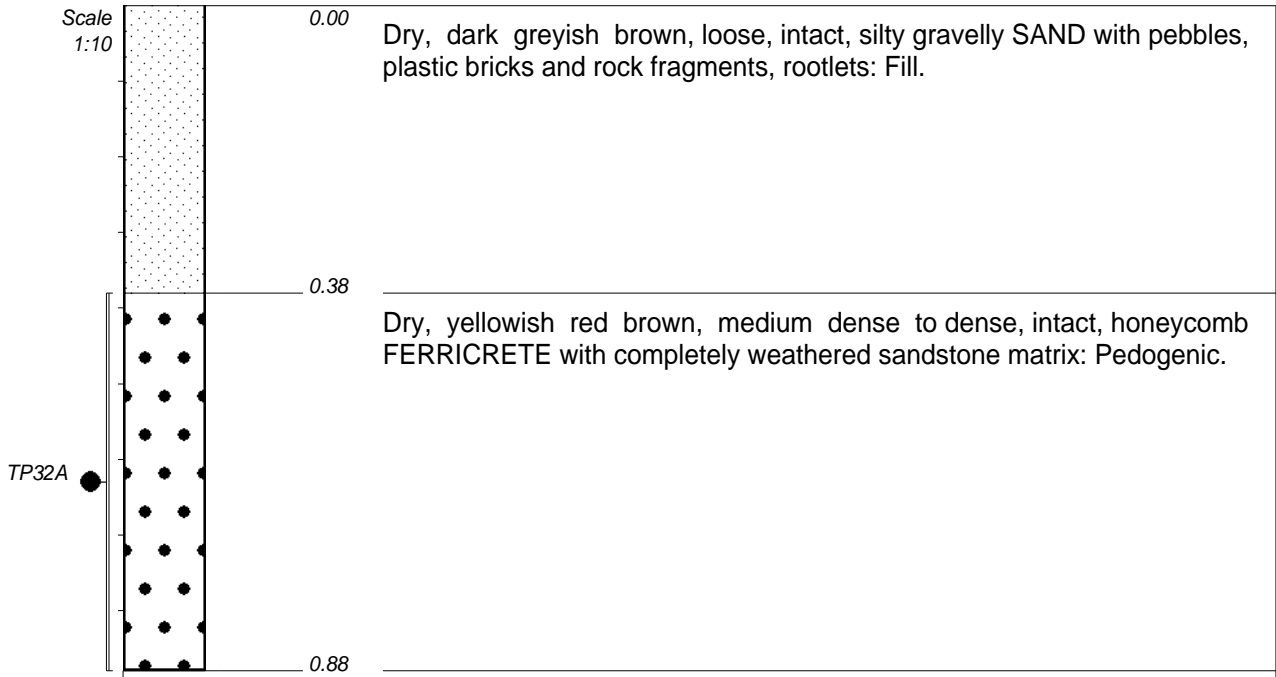 Scale
1:10
0.00
Dry, dark greyish brown, loose, intact, silty gravelly SAND with pebbles,
plastic bricks and rock fragments, rootlets: Fill.
0.38
Dry, yellowish red brown, medium dense to dense, intact, honeycomb
FERRICRETE with completely weathered sandstone matrix: Pedogenic.
TP32A
0.88